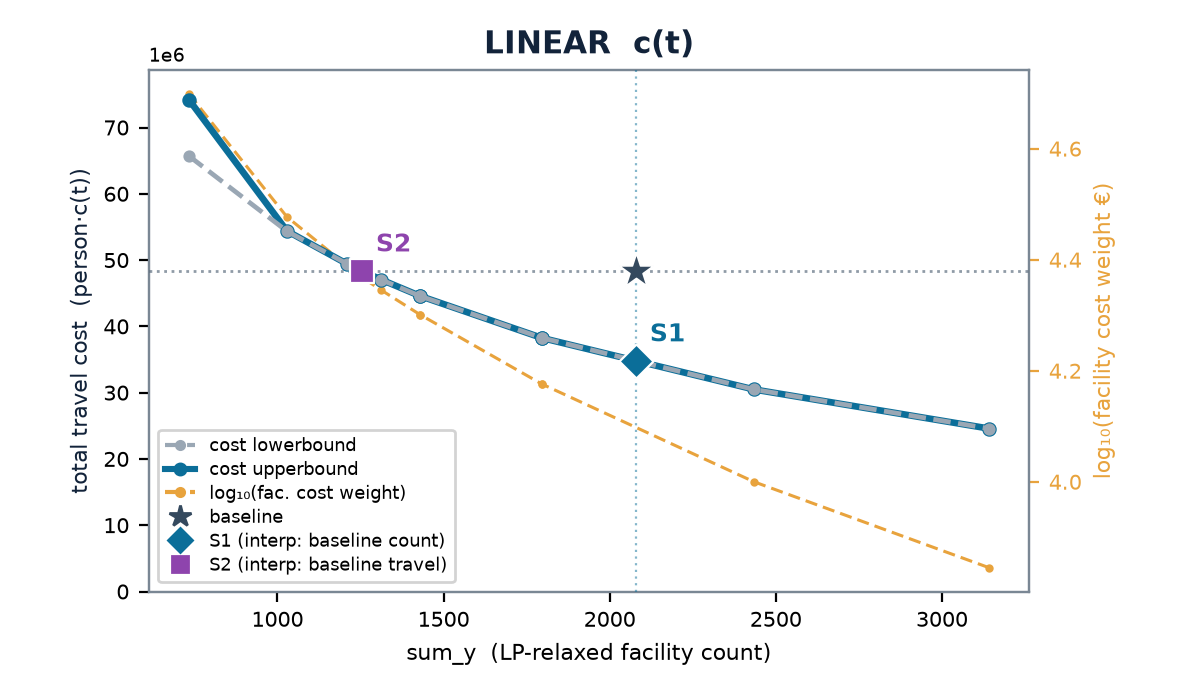 LINEAR c(t)
1e6
70
60
50
40
30
20
10
0
total travel cost (person·c(t))
4.6
4.4
4.2
4.0
log₁₀(facility cost weight €)
S2
S1
cost lowerbound
cost upperbound
log₁₀(fac. cost weight)
baseline
S1 (interp: baseline count)
S2 (interp: baseline travel)
1000 1500 2000 2500 3000
sum_y (LP-relaxed facility count)